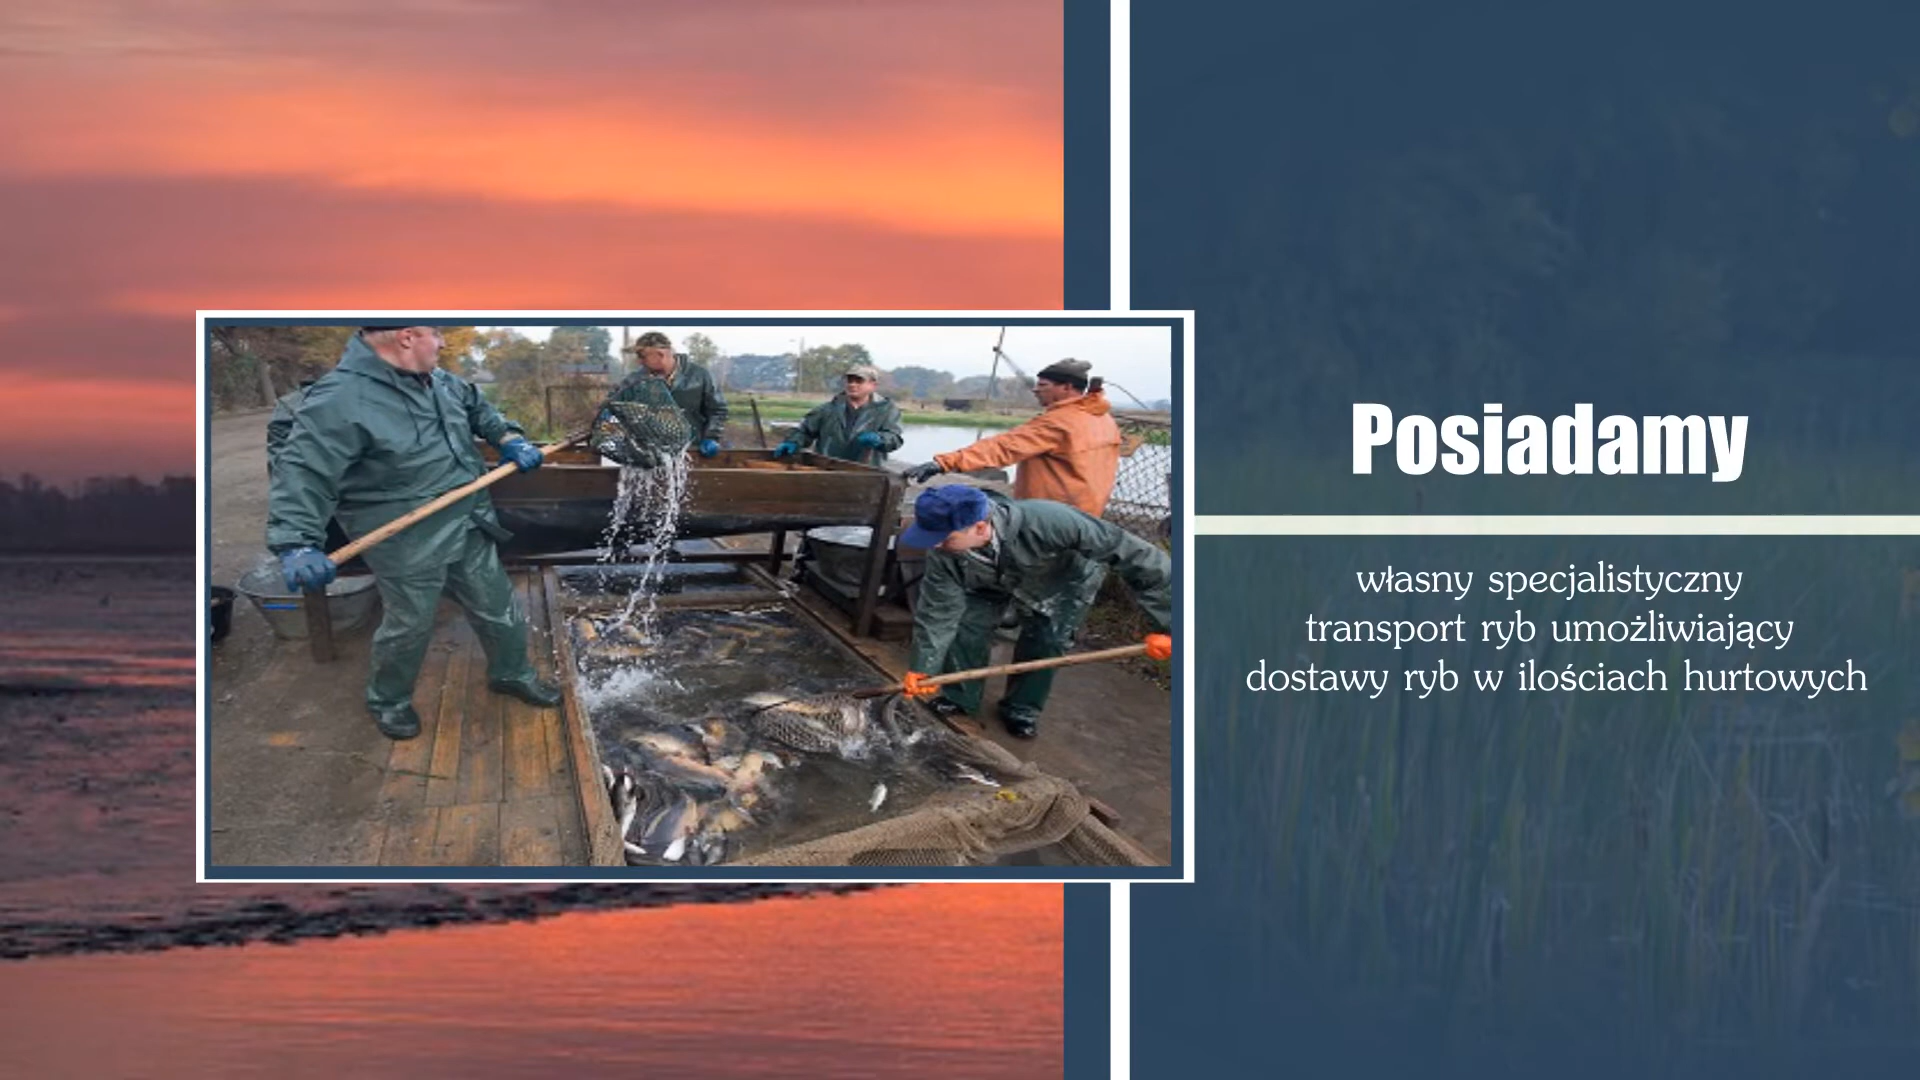 Posiadamy
własny specjalistyczny
transport ryb umożliwiający
dostawy ryb w ilościach hurtowych